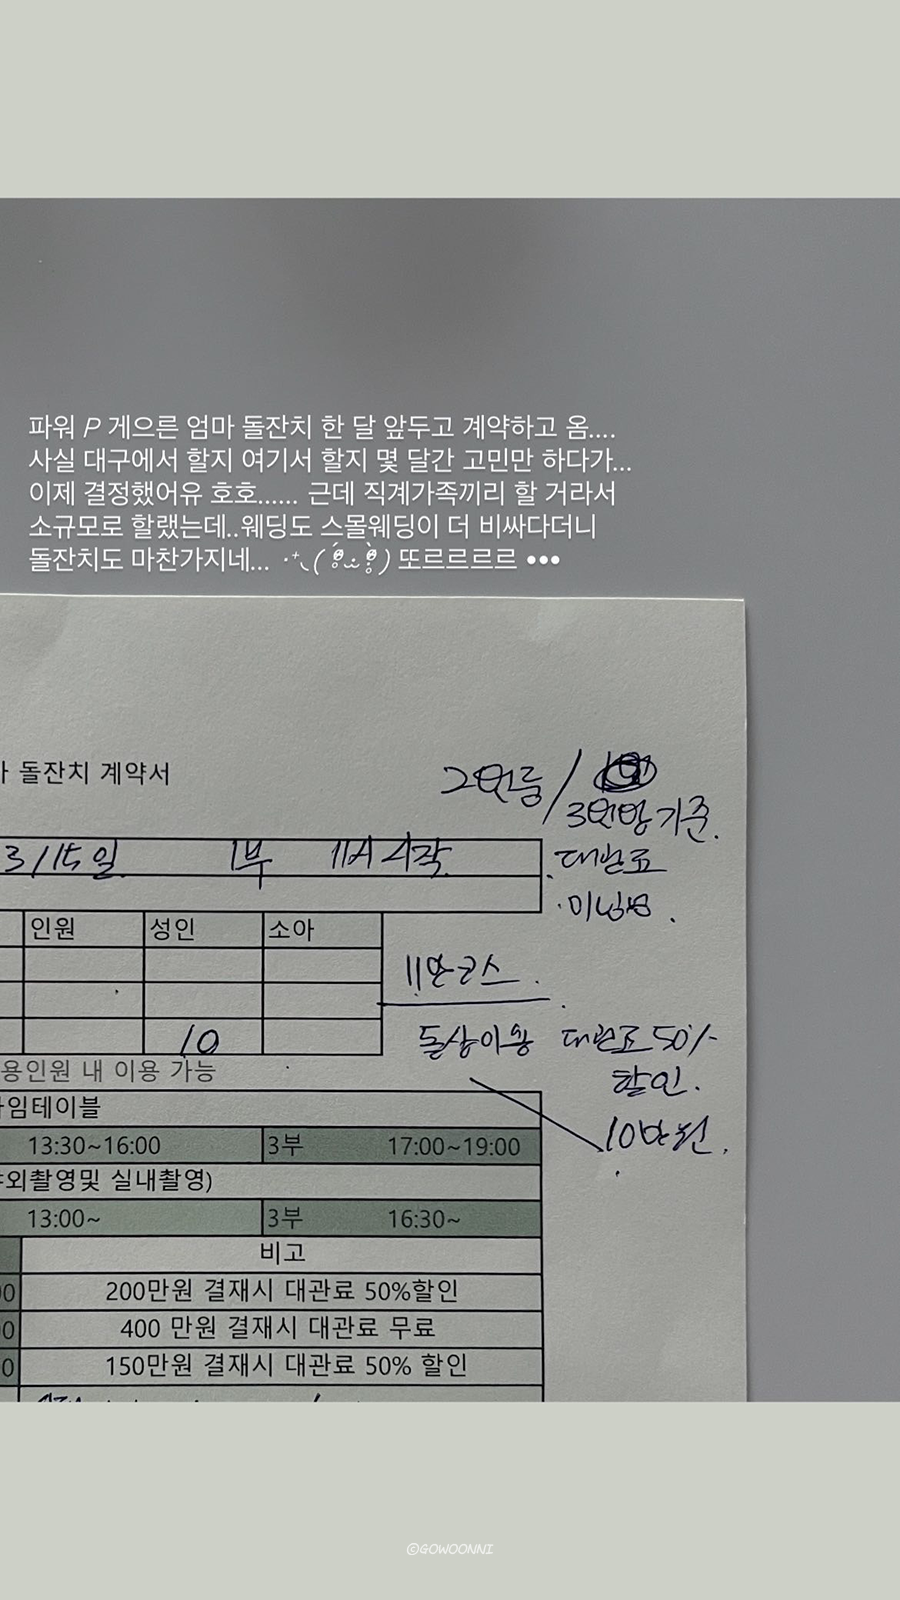 파워 P 게으른 엄마 돌잔치 한 달 앞두고 계약하고 옴....
사실 대구에서 할지 여기서 할지 몇 달간 고민만 하다가...
이제 결정했어유 호호...... 근데 직계가족끼리 할 거라서
소규모로 할랬는데..웨딩도 스몰웨딩이 더 비싸다더니
돌잔치도 마찬가지네... 또르르르르 •••
돌잔치 계약서
3/15일 1부 11시 시작
기준.
대관료
인원 성인 소아
11만 코스.
10
돌상 이용 대관료 50%
할인.
용인원 내 이용 가능
임테이블
10만원.
13:30~16:00 3부 17:00~19:00
외촬영및 실내촬영)
13:00~ 3부 16:30~
비고
200만원 결재시 대관료 50%할인
400 만원 결재시 대관료 무료
150만원 결재시 대관료 50% 할인
©GOWOONNI